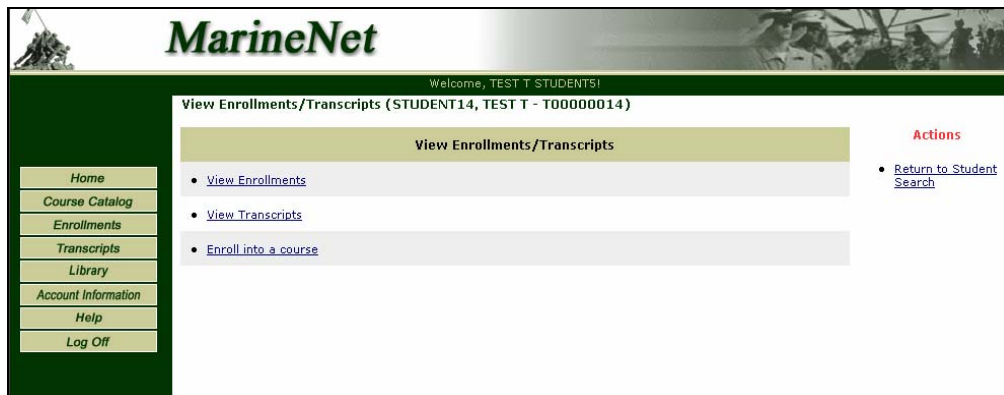 MarineNet
Welcome, TEST T STUDENT5!
View Enrollments/Transcripts (STUDENT14, TEST T - T00000014)
View Enrollments/Transcripts
• View Enrollments
• View Transcripts
• Enroll into a course
Actions
• Return to Student
Search
Home
Course Catalog
Enrollments
Transcripts
Library
Account Information
Help
Log Off